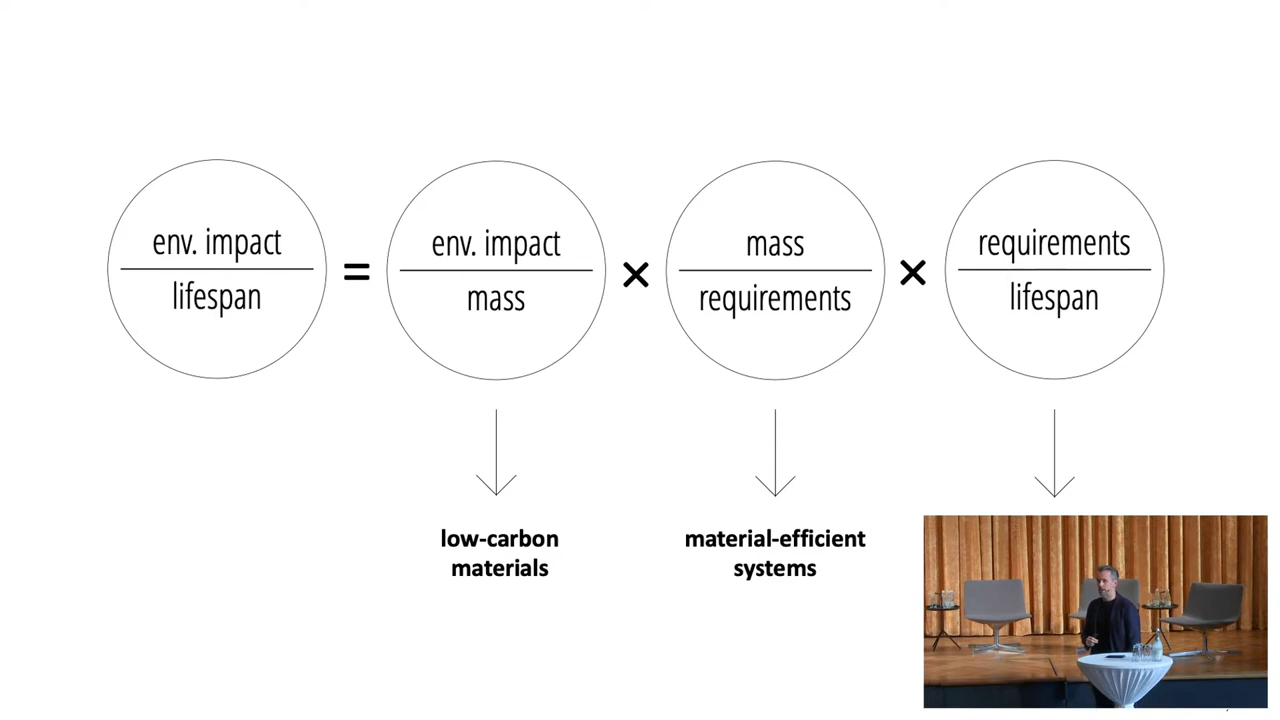 env. impact
lifespan
=
env. impact
mass
×
mass
requirements
×
requirements
lifespan
low-carbon
materials
material-efficient
systems